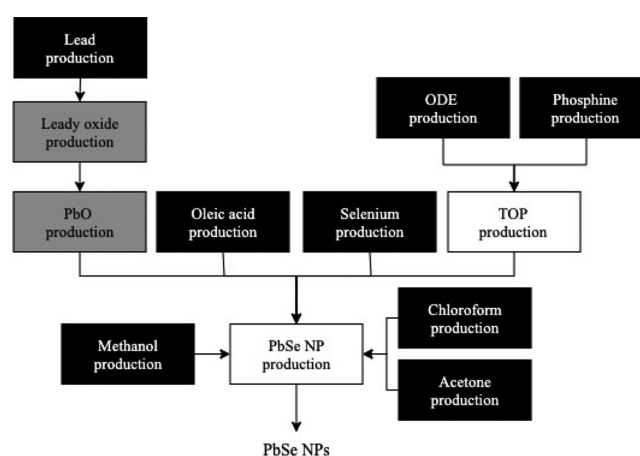 Lead
production
ODE
production
Phosphine
production
Leady oxide
production
PbO
production
Oleic acid
production
Selenium
production
TOP
production
Methanol
production
PbSe NP
production
Chloroform
production
Acetone
production
PbSe NPs